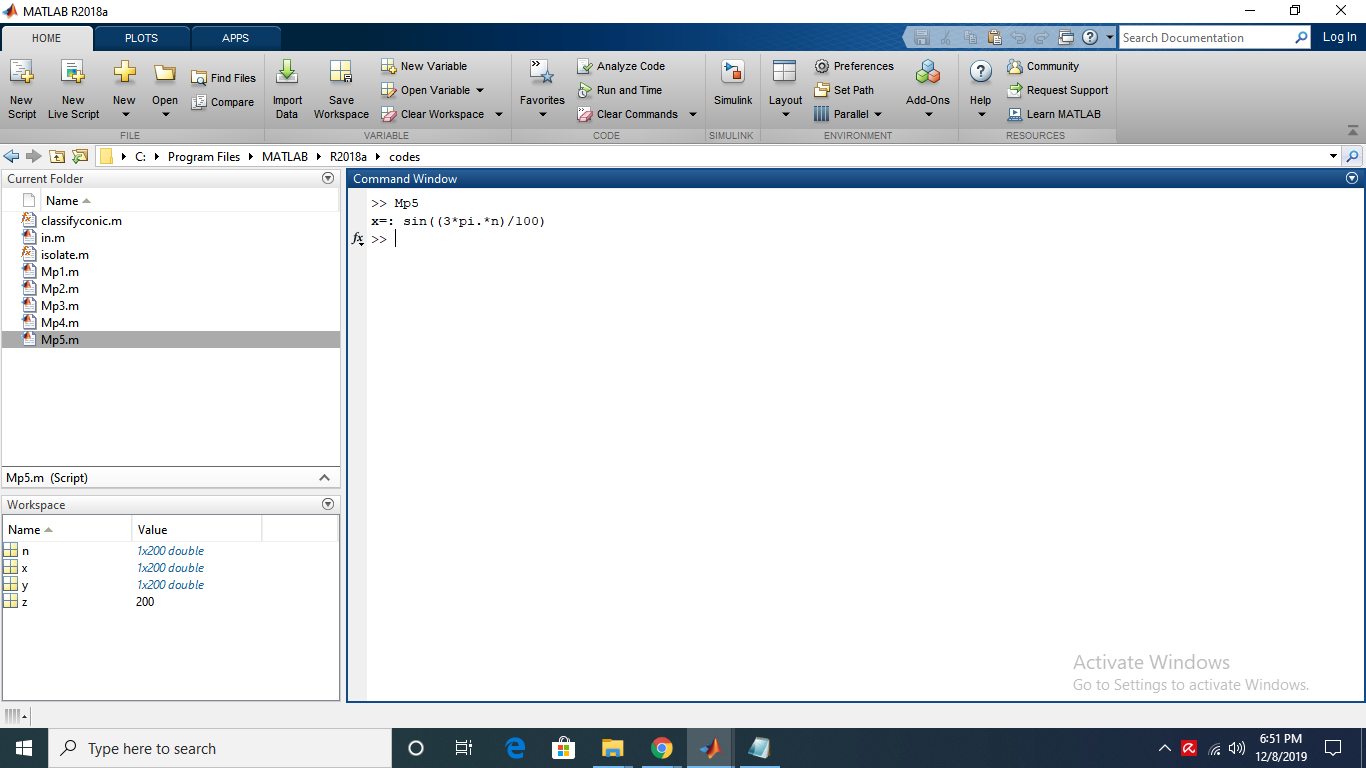 MATLAB R2018a
HOME PLOTS APPS
Search Documentation
Log In
New Script
New Live Script
New
Open
Find Files
Compare
Import Data
Save Workspace
New Variable
Open Variable
Clear Workspace
Favorites
Analyze Code
Run and Time
Clear Commands
Simulink
Layout
Preferences
Set Path
Parallel
Add-Ons
Help
Community
Request Support
Learn MATLAB
FILE VARIABLE CODE SIMULINK ENVIRONMENT RESOURCES
C: Program Files MATLAB R2018a codes
Current Folder
Name
classifyconic.m
in.m
isolate.m
Mp1.m
Mp2.m
Mp3.m
Mp4.m
Mp5.m
Mp5.m (Script)
Workspace
Name Value
n 1x200 double
x 1x200 double
y 1x200 double
z 200
Command Window
>> Mp5
x=: sin((3*pi.*n)/100)
fx >>
Activate Windows
Go to Settings to activate Windows.
Type here to search
6:51 PM
12/8/2019